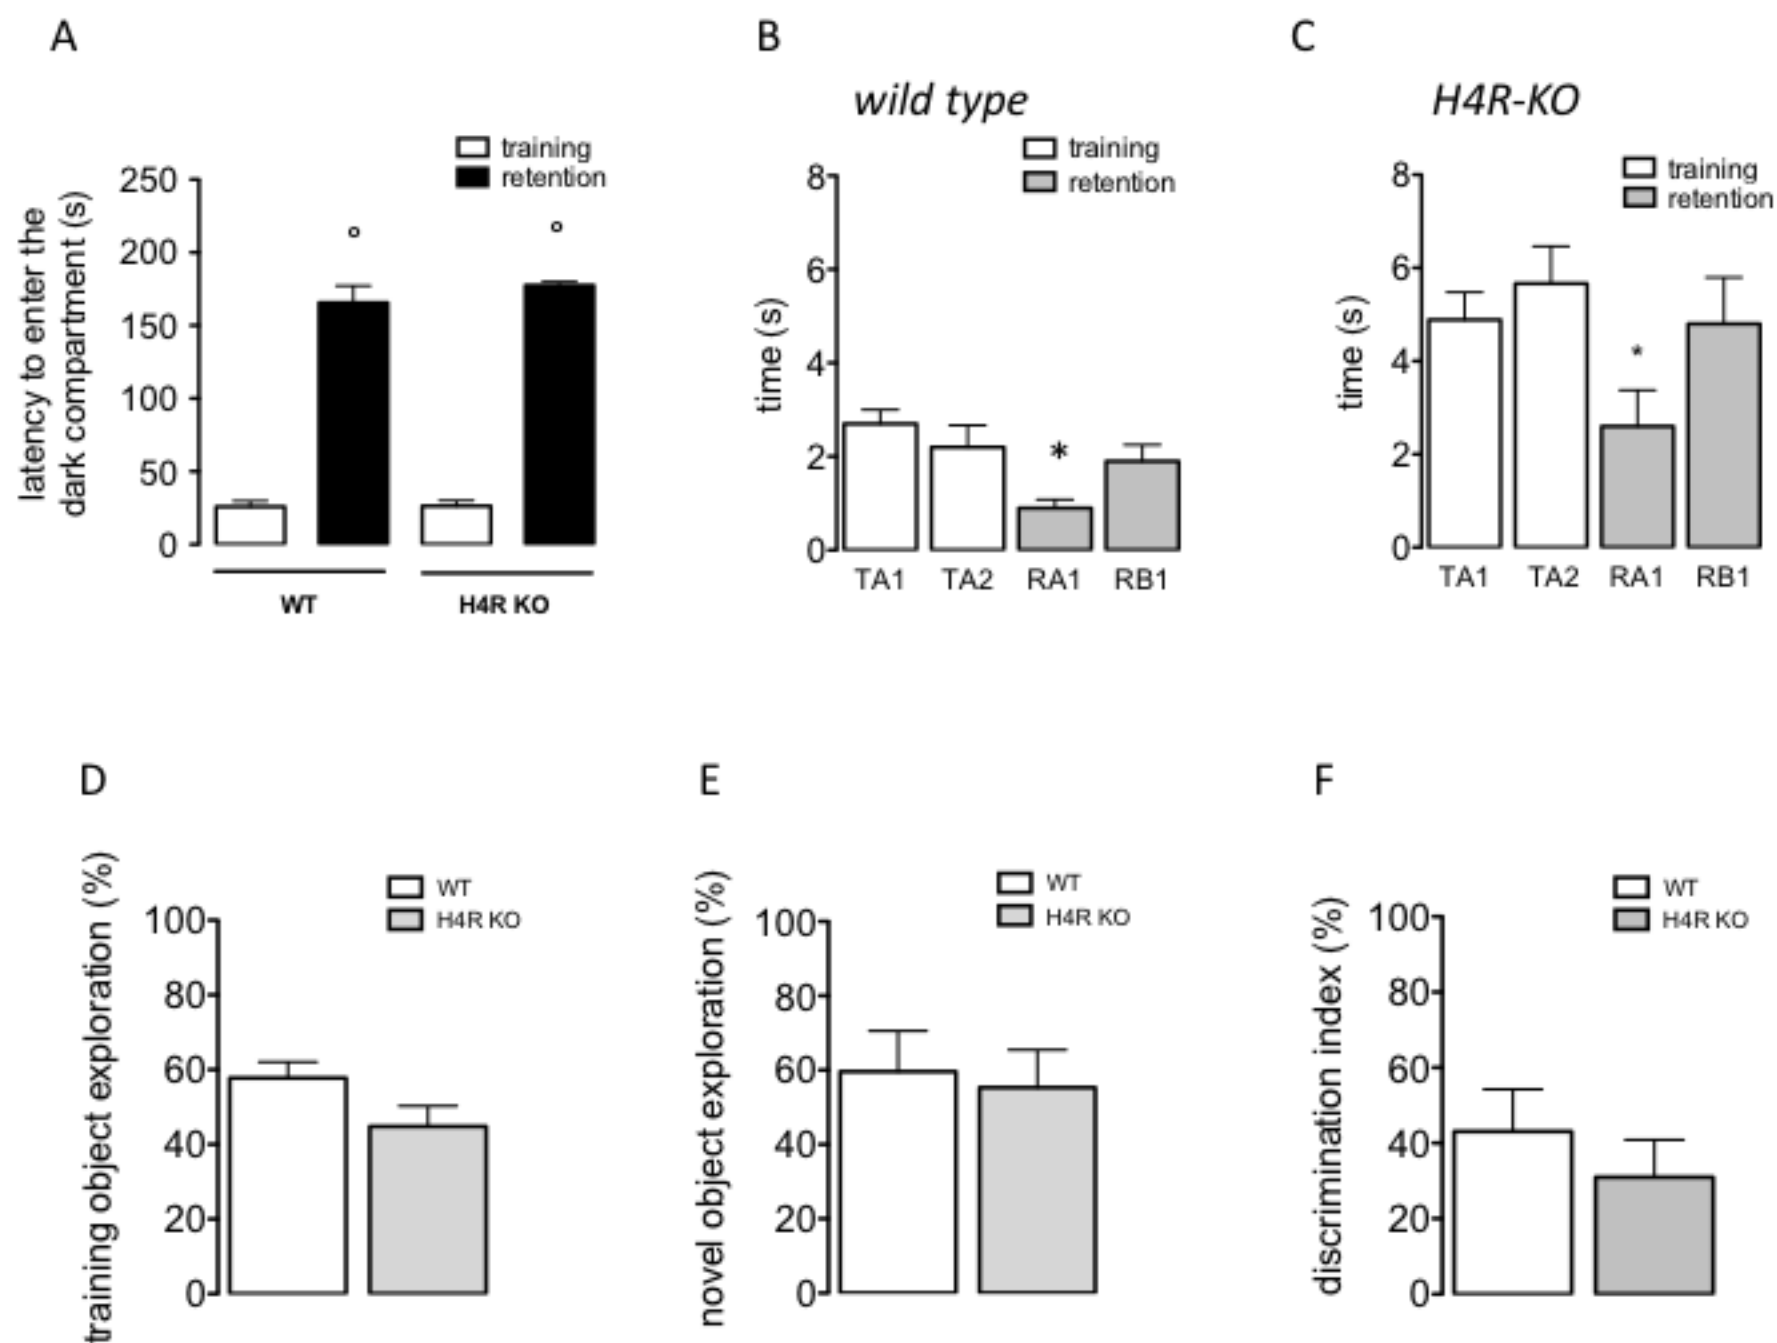 A
training
retention
latency to enter the
dark compartment (s)
250
200
150
100
50
0
WT
H4R KO
°
°
B
wild type
training
retention
time (s)
8
6
4
2
0
*
TA1 TA2 RA1 RB1
C
H4R-KO
training
retention
time (s)
8
6
4
2
0
*
TA1 TA2 RA1 RB1
D
training object exploration (%)
WT
H4R KO
100
80
60
40
20
0
E
novel object exploration (%)
WT
H4R KO
100
80
60
40
20
0
F
discrimination index (%)
WT
H4R KO
100
80
60
40
20
0